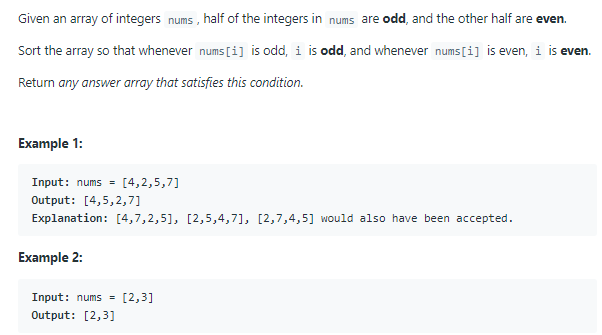 Given an array of integers nums , half of the integers in nums are odd, and the other half are even.
Sort the array so that whenever nums[i] is odd, i is odd, and whenever nums[i] is even, i is even.
Return any answer array that satisfies this condition.
Example 1:
Input: nums = [4,2,5,7]
Output: [4,5,2,7]
Explanation: [4,7,2,5], [2,5,4,7], [2,7,4,5] would also have been accepted.
Example 2:
Input: nums = [2,3]
Output: [2,3]